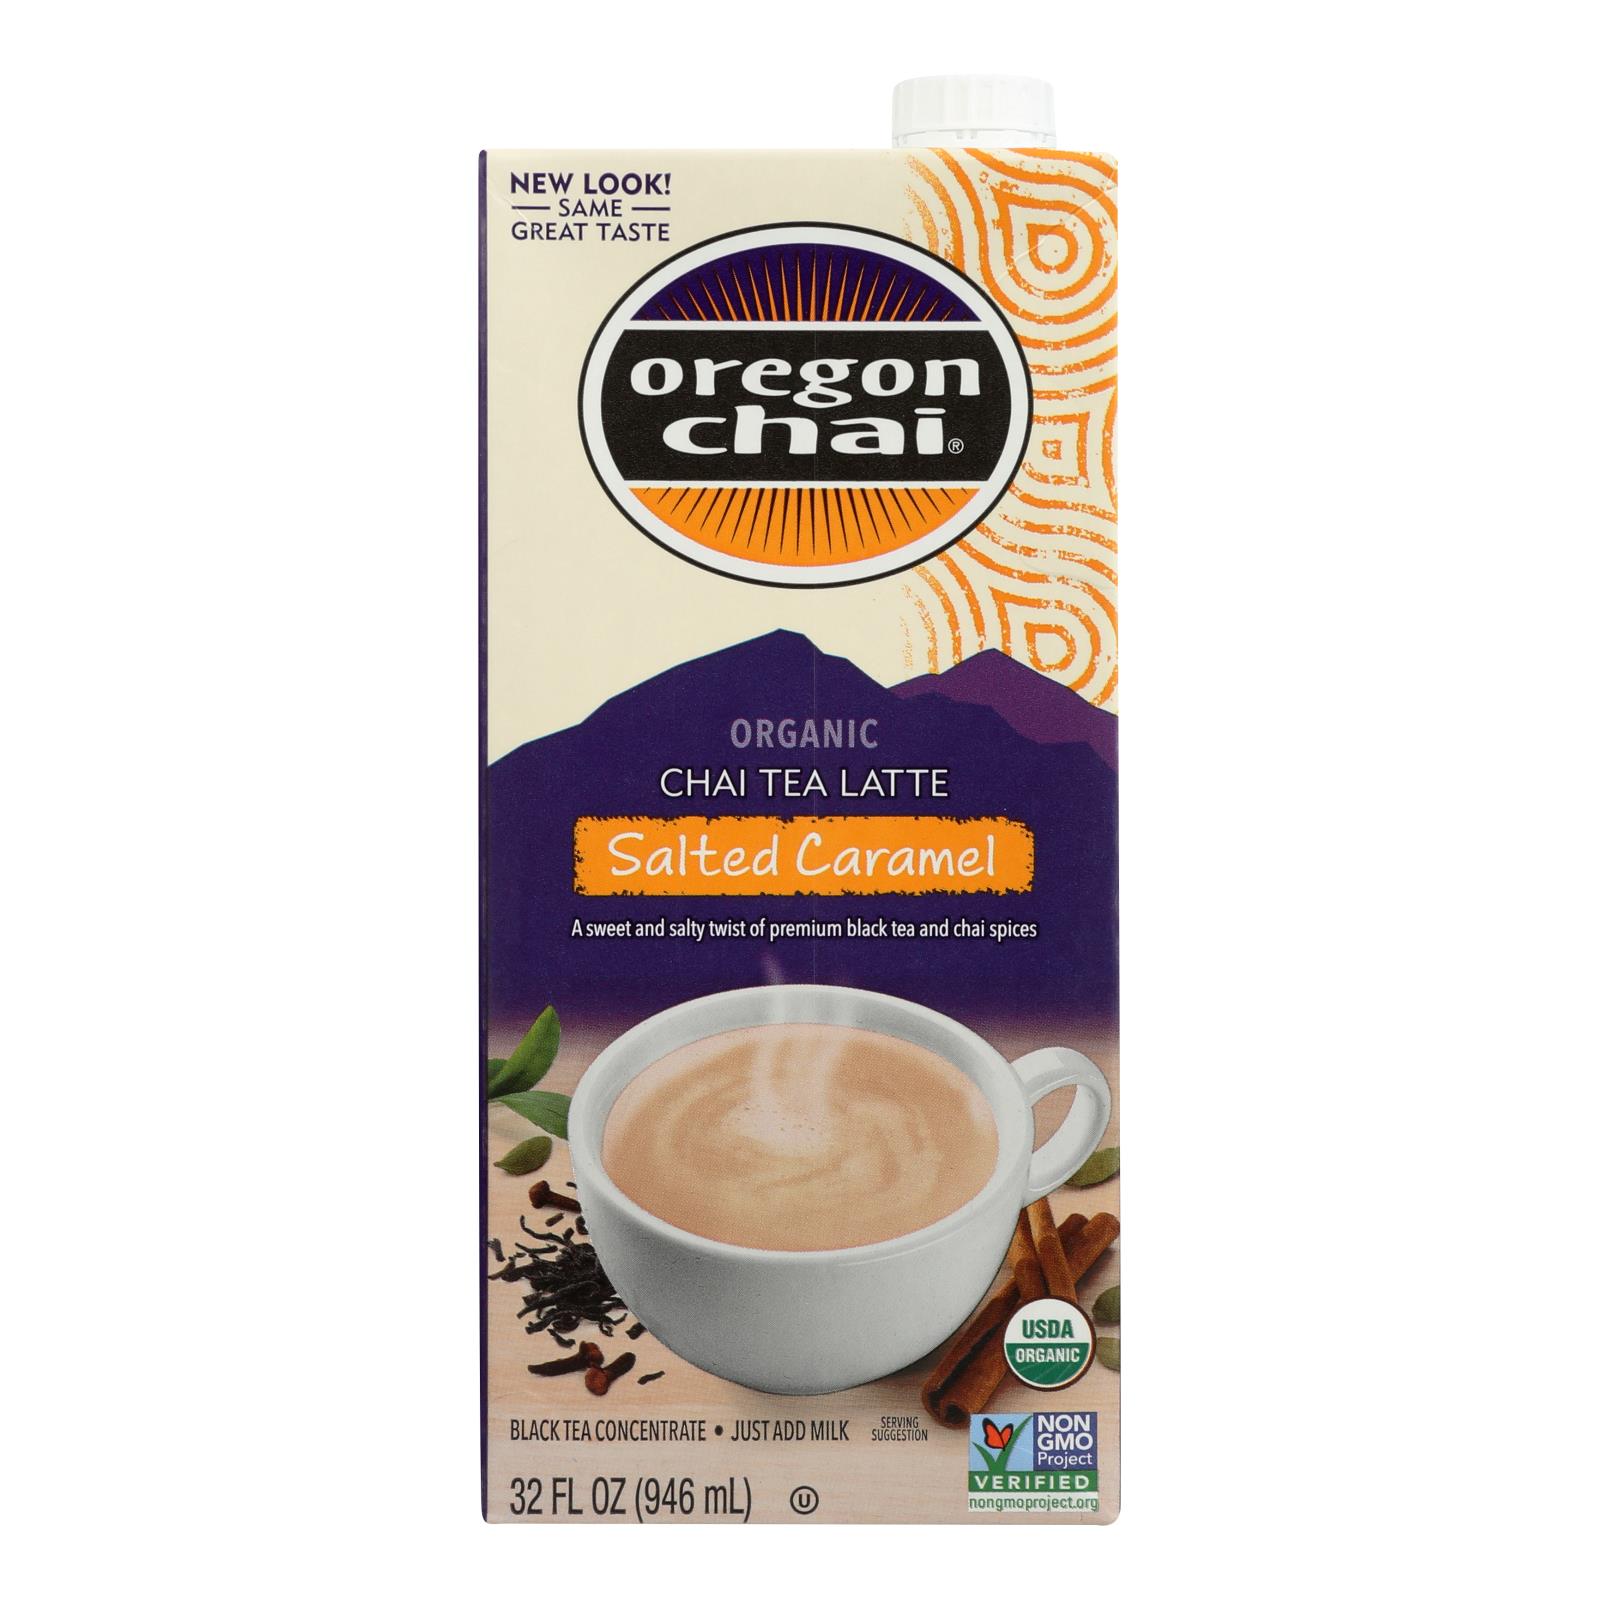 NEW LOOK!
SAME
GREAT TASTE
oregon
chai®
ORGANIC
CHAI TEA LATTE
Salted Caramel
A sweet and salty twist of premium black tea and chai spices
USDA
ORGANIC
BLACK TEA CONCENTRATE • JUST ADD MILK
SERVING
SUGGESTION
NON
GMO
Project
VERIFIED
nongmoproject.org
32 FL OZ (946 mL)
U